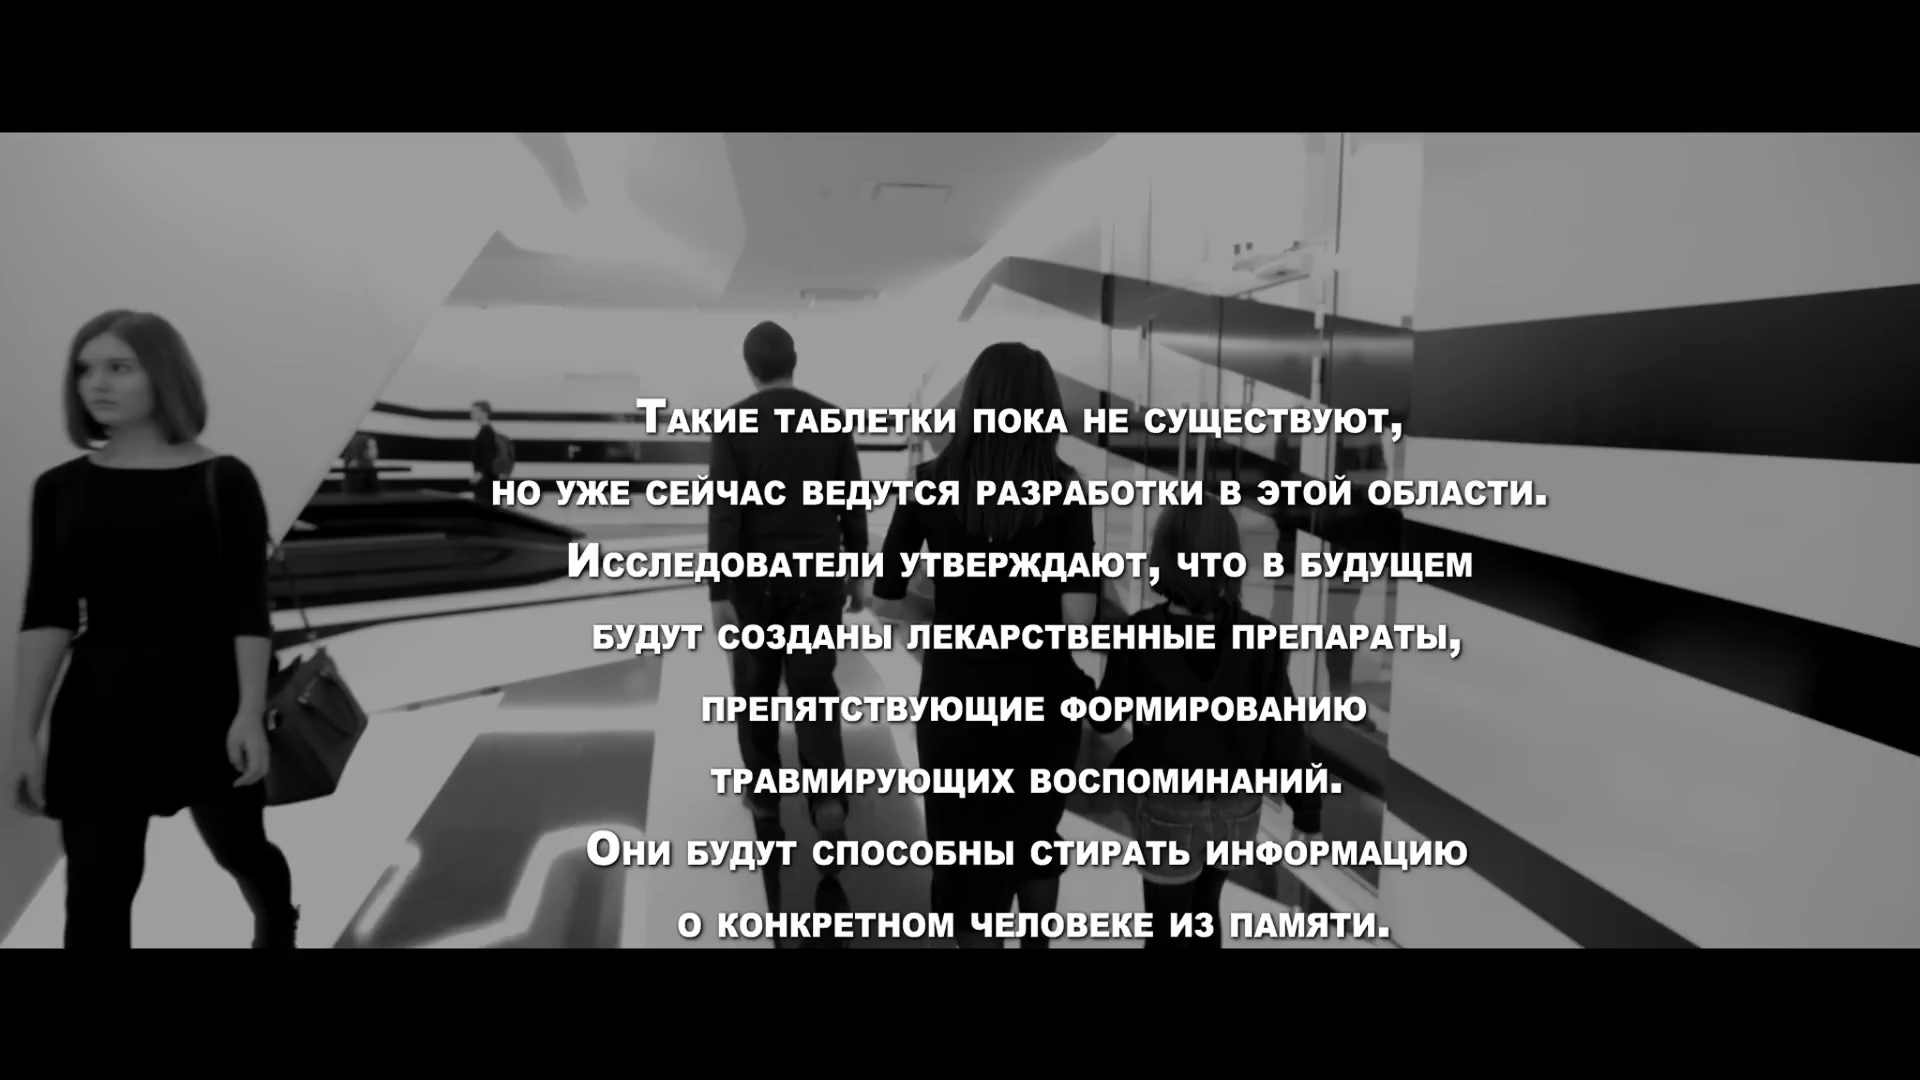 Такие таблетки пока не существуют,
но уже сейчас ведутся разработки в этой области.
Исследователи утверждают, что в будущем
будут созданы лекарственные препараты,
препятствующие формированию
травмирующих воспоминаний.
Они будут способны стирать информацию
о конкретном человеке из памяти.